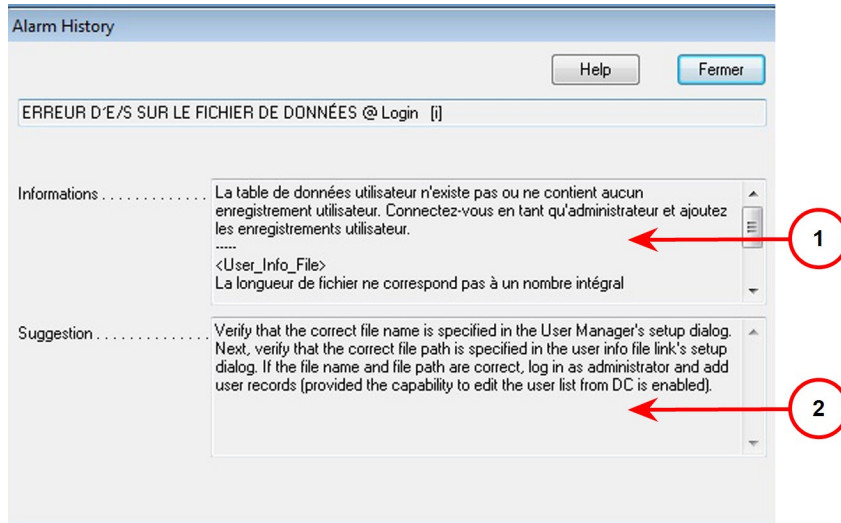 Alarm History
Help
Fermer
ERREUR D´E/S SUR LE FICHIER DE DONNÉES @ Login [i]
Informations . . . . . . . . . . . . .
La table de données utilisateur n'existe pas ou ne contient aucun
enregistrement utilisateur. Connectez-vous en tant qu'administrateur et ajoutez
les enregistrements utilisateur.
-----
<User_Info_File>
La longueur de fichier ne correspond pas à un nombre intégral
1
Suggestion . . . . . . . . . . . . . .
Verify that the correct file name is specified in the User Manager's setup dialog.
Next, verify that the correct file path is specified in the user info file link's setup
dialog. If the file name and file path are correct, log in as administrator and add
user records (provided the capability to edit the user list from DC is enabled).
2